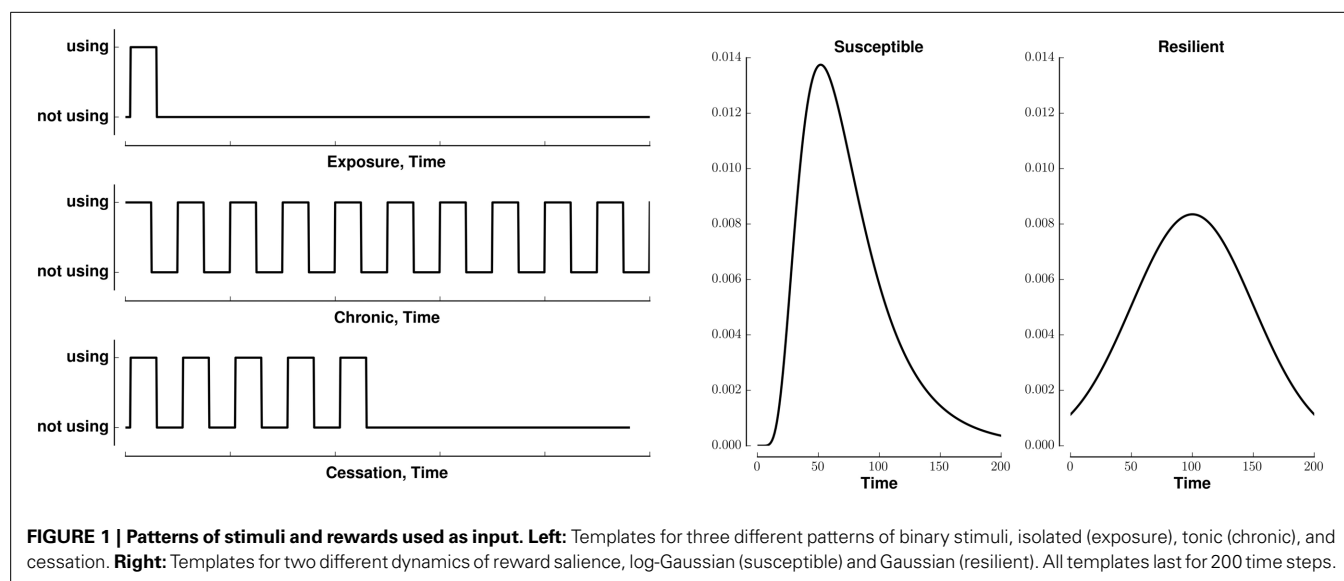 using
not using
Exposure, Time
using
not using
Chronic, Time
using
not using
Cessation, Time
Susceptible
0.014
0.012
0.010
0.008
0.006
0.004
0.002
0.000
0 50 100 150 200
Time
Resilient
0.014
0.012
0.010
0.008
0.006
0.004
0.002
0.000
0 50 100 150 200
Time
FIGURE 1 | Patterns of stimuli and rewards used as input. Left: Templates for three different patterns of binary stimuli, isolated (exposure), tonic (chronic), and
cessation. Right: Templates for two different dynamics of reward salience, log-Gaussian (susceptible) and Gaussian (resilient). All templates last for 200 time steps.